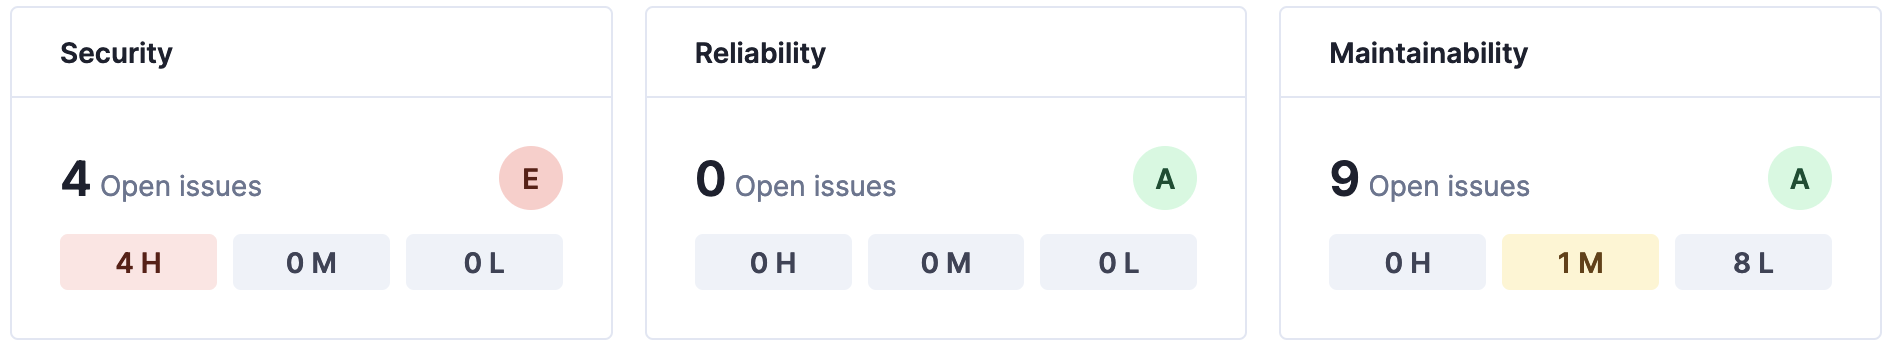 Security
4 Open issues
E
4 H
0 M
0 L
Reliability
0 Open issues
A
0 H
0 M
0 L
Maintainability
9 Open issues
A
0 H
1 M
8 L